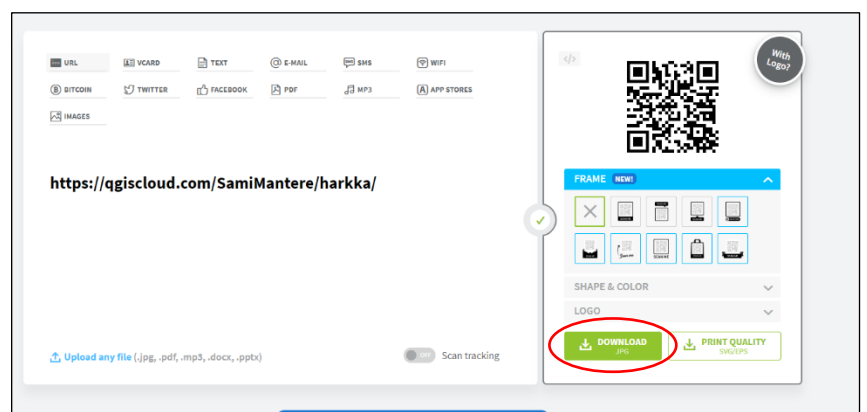 URL VCARD TEXT E-MAIL SMS WIFI
BITCOIN TWITTER FACEBOOK PDF MP3 APP STORES
IMAGES
https://qgiscloud.com/SamiMantere/harkka/
Upload any file (.jpg, .pdf, .mp3, .docx, .pptx)
OFF Scan tracking
</>
With
Logo?
FRAME NEW!
SHAPE & COLOR
LOGO
DOWNLOAD
JPG
PRINT QUALITY
SVG/EPS